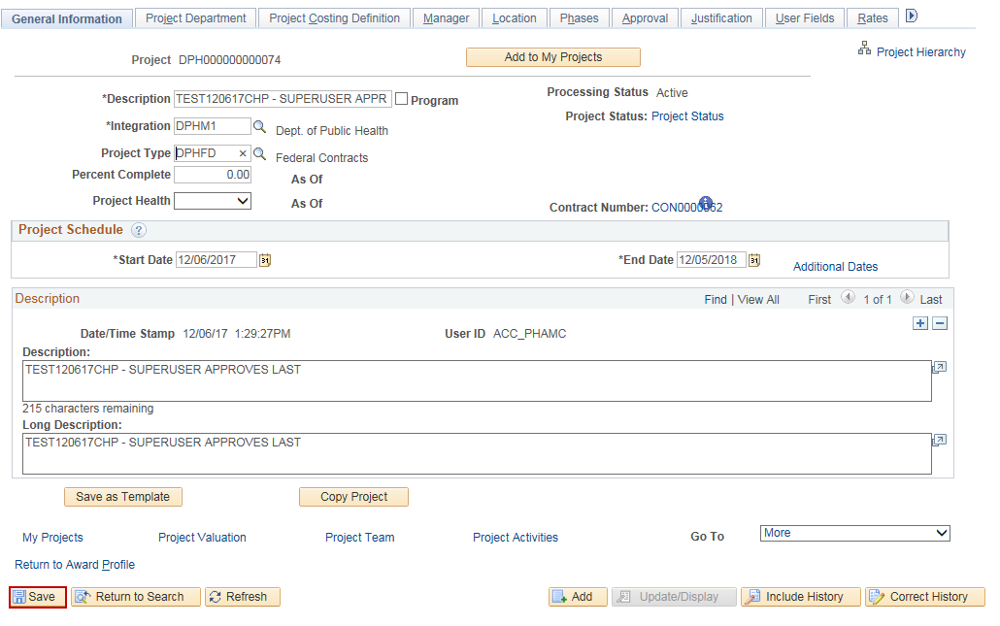 General Information Project Department Project Costing Definition Manager Location Phases Approval Justification User Fields Rates
Project DPH000000000074 Add to My Projects Project Hierarchy
*Description TEST120617CHP - SUPERUSER APPR Program Processing Status Active
*Integration DPHM1 Dept. of Public Health Project Status: Project Status
Project Type DPHFD × Federal Contracts
Percent Complete 0.00 As Of
Project Health As Of Contract Number: CON0000062
Project Schedule ?
*Start Date 12/06/2017 31 *End Date 12/05/2018 31 Additional Dates
Description Find | View All First 1 of 1 Last
Date/Time Stamp 12/06/17 1:29:27PM User ID ACC_PHAMC
Description:
TEST120617CHP - SUPERUSER APPROVES LAST
215 characters remaining
Long Description:
TEST120617CHP - SUPERUSER APPROVES LAST
Save as Template Copy Project
My Projects Project Valuation Project Team Project Activities Go To More
Return to Award Profile
Save Return to Search Refresh Add Update/Display Include History Correct History